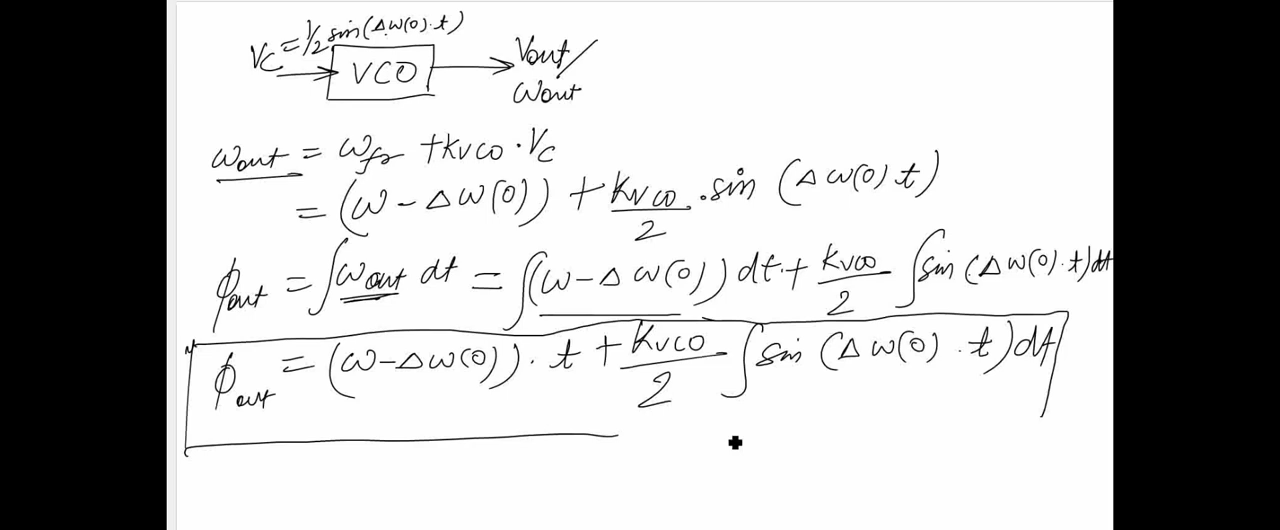 Vc = 1/2 sin(Δω(0).t)
VCO
Vout/
ωout
ωout = ωfr + Kvco · Vc
= (ω - Δω(0)) + Kvco/2 . sin (Δω(0) t)
ϕout = ∫ωout dt = ∫(ω - Δω(0)) dt + Kvco/2 ∫sin (Δω(0).t)dt
ϕout = (ω - Δω(0)) . t + Kvco/2 ∫sin (Δω(0) . t)dt